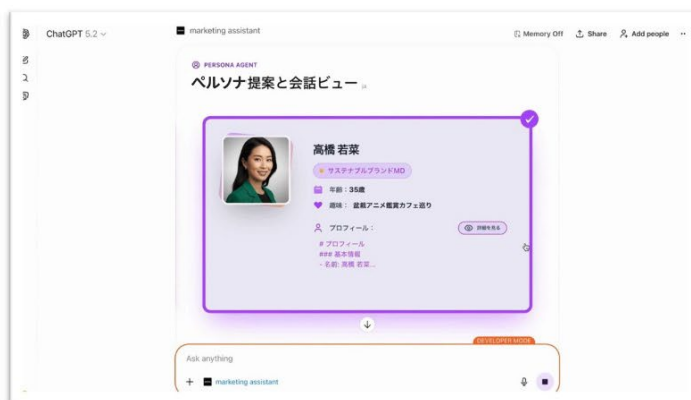 ChatGPT 5.2
marketing assistant
Memory Off
Share
Add people
PERSONA AGENT
ペルソナ提案と会話ビュー
高橋 若菜
サステナブルブランドMD
年齢：35歳
趣味： 盆栽アニメ鑑賞カフェ巡り
プロフィール：
詳細を見る
# プロフィール
### 基本情報
- 名前: 高橋 若菜...
DEVELOPER MODE
Ask anything
marketing assistant